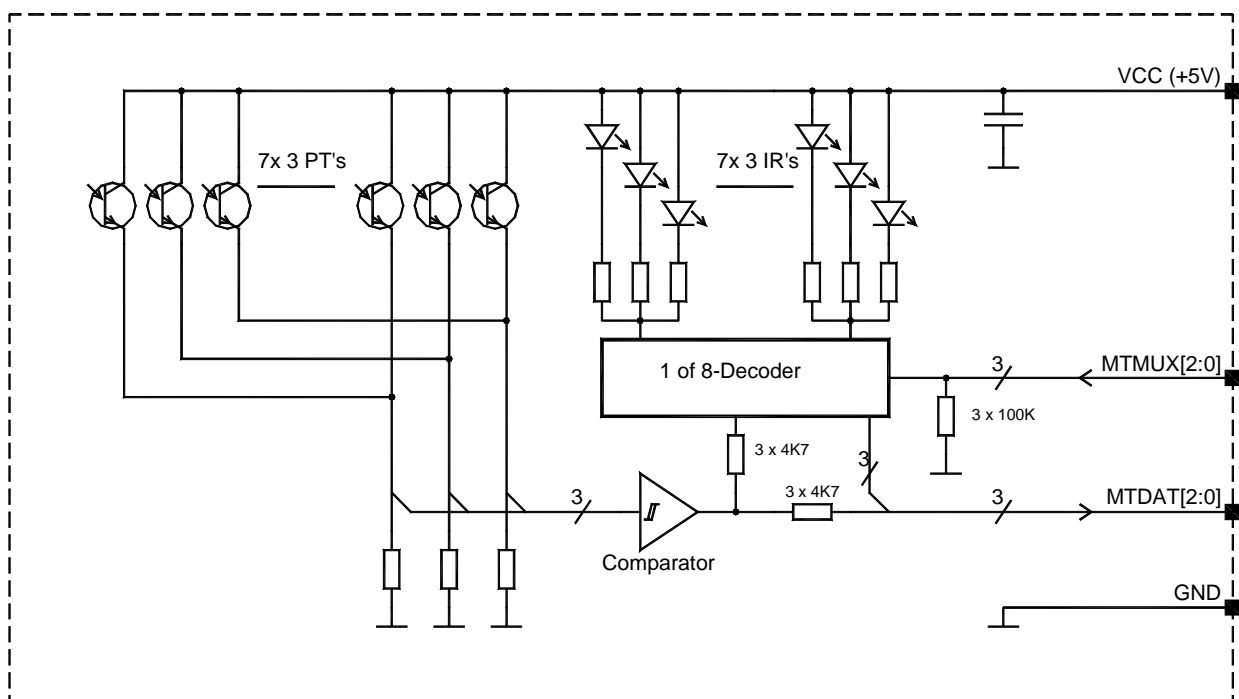 VCC (+5V)
7x 3 PT's
7x 3 IR's
1 of 8-Decoder
3
MTMUX[2:0]
3 x 100K
3 x 4K7
3
3 x 4K7
3
3
MTDAT[2:0]
Comparator
GND